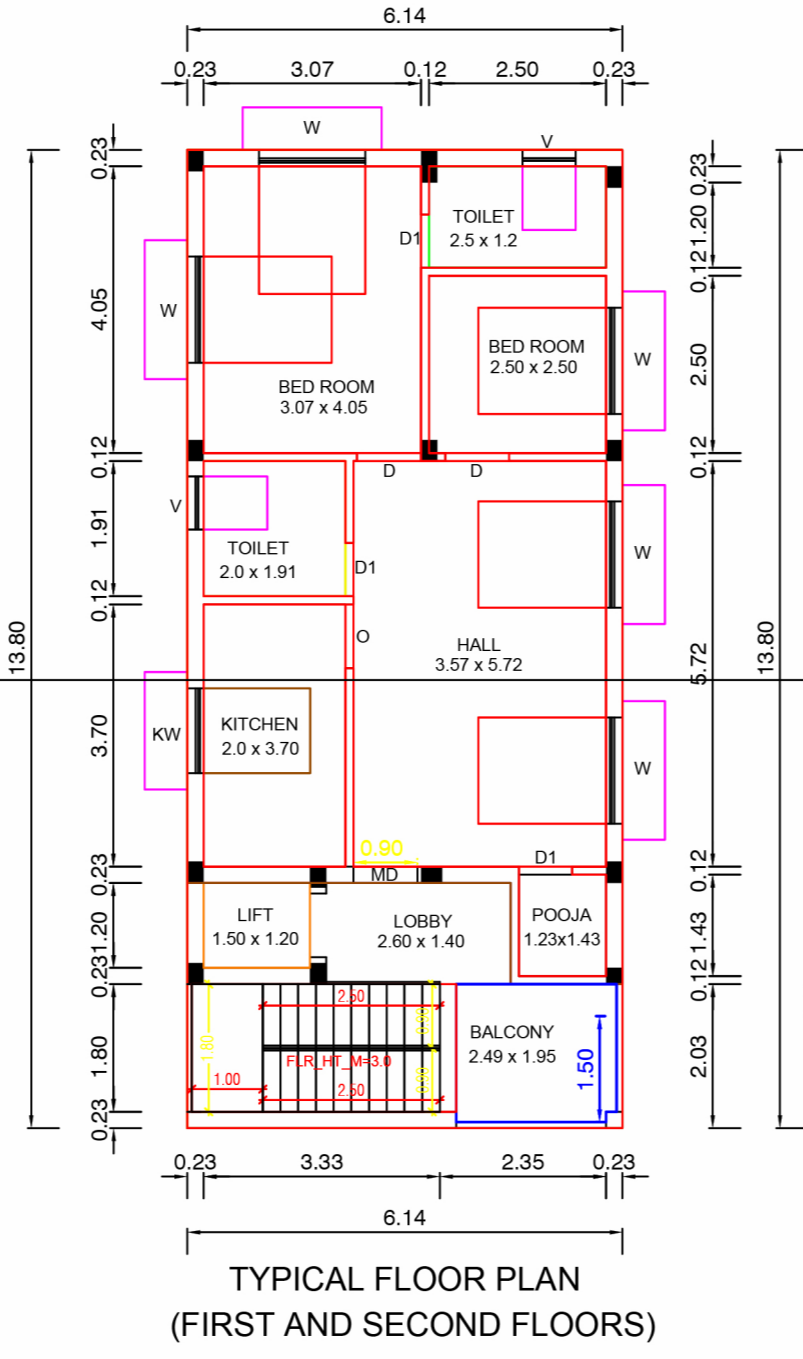 6.14
0.23 3.07 0.12 2.50 0.23
W
V
0.23
0.23
TOILET
2.5 x 1.2
D1
1.20
0.12
4.05
W
BED ROOM
2.50 x 2.50
W
2.50
BED ROOM
3.07 x 4.05
0.12
0.12
D D
V
1.91
TOILET
2.0 x 1.91
D1
W
0.12
O
13.80
13.80
HALL
3.57 x 5.72
5.72
3.70
KW
KITCHEN
2.0 x 3.70
W
0.90
MD
D1
0.23
0.12
LIFT
1.50 x 1.20
LOBBY
2.60 x 1.40
POOJA
1.23x1.43
1.20
1.43
0.23
0.12
2.50
0.90
1.80
1.80
FLR_HT_M=3.0
BALCONY
2.49 x 1.95
1.50
2.03
1.00
2.50
0.90
0.23
0.23 3.33 2.35 0.23
6.14
TYPICAL FLOOR PLAN
(FIRST AND SECOND FLOORS)